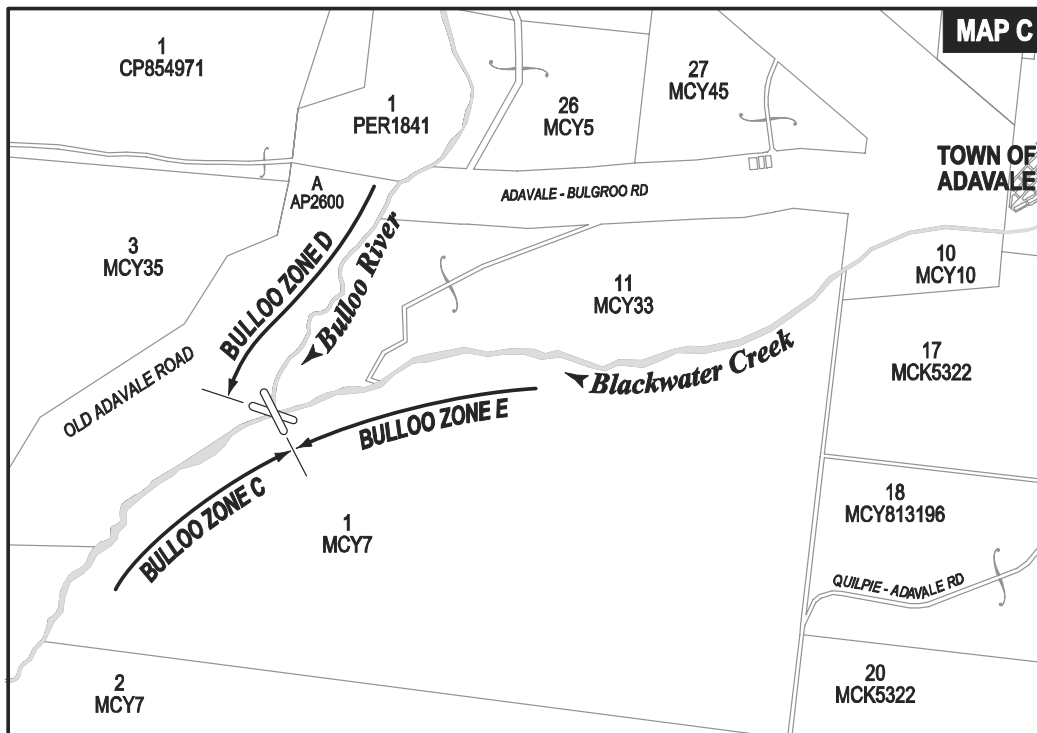 MAP C
1
CP854971
1
PER1841
26
MCY5
27
MCY45
TOWN OF
ADAVALE
A
AP2600
ADAVALE - BULGROO RD
3
MCY35
BULLOO ZONE D
Bulloo River
11
MCY33
10
MCY10
OLD ADAVALE ROAD
Blackwater Creek
17
MCK5322
BULLOO ZONE E
BULLOO ZONE C
1
MCY7
18
MCY813196
QUILPIE - ADAVALE RD
2
MCY7
20
MCK5322